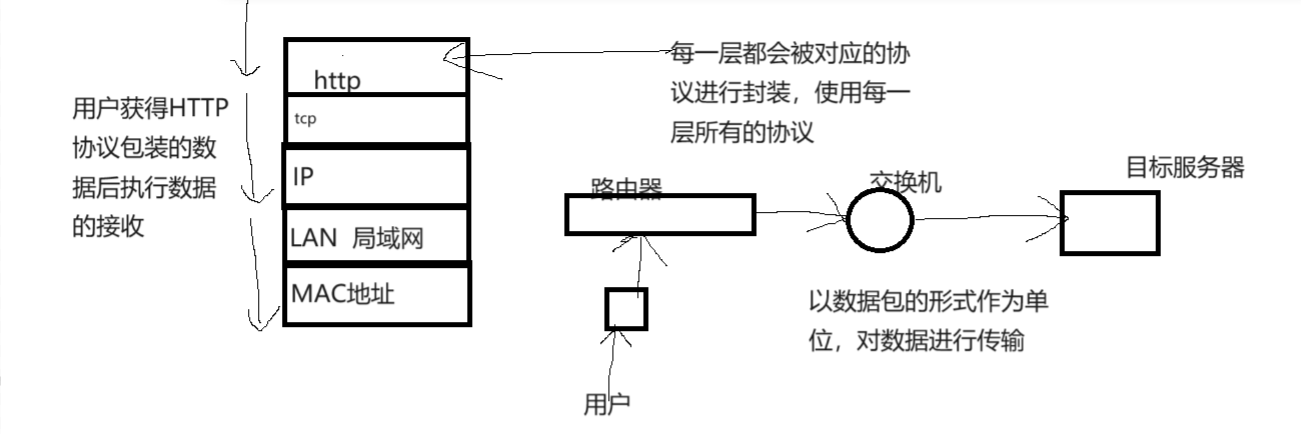 http
tcp
IP
LAN 局域网
MAC地址
用户获得HTTP
协议包装的数
据后执行数据
的接收
每一层都会被对应的协
议进行封装，使用每一
层所有的协议
路由器
交换机
目标服务器
以数据包的形式作为单
位，对数据进行传输
用户